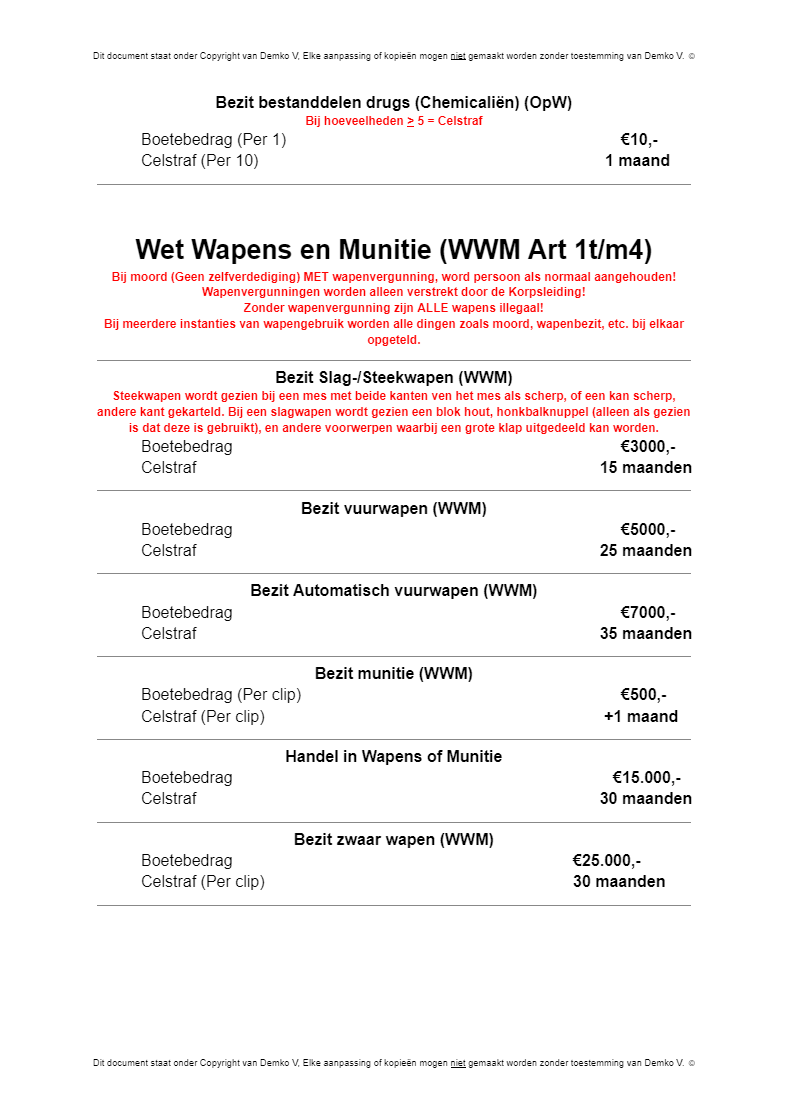 Dit document staat onder Copyright van Demko V, Elke aanpassing of kopieën mogen niet gemaakt worden zonder toestemming van Demko V. ©
Bezit bestanddelen drugs (Chemicaliën) (OpW)
Bij hoeveelheden > 5 = Celstraf
Boetebedrag (Per 1) €10,-
Celstraf (Per 10) 1 maand
Wet Wapens en Munitie (WWM Art 1t/m4)
Bij moord (Geen zelfverdediging) MET wapenvergunning, word persoon als normaal aangehouden!
Wapenvergunningen worden alleen verstrekt door de Korpsleiding!
Zonder wapenvergunning zijn ALLE wapens illegaal!
Bij meerdere instanties van wapengebruik worden alle dingen zoals moord, wapenbezit, etc. bij elkaar
opgeteld.
Bezit Slag-/Steekwapen (WWM)
Steekwapen wordt gezien bij een mes met beide kanten ven het mes als scherp, of een kan scherp,
andere kant gekarteld. Bij een slagwapen wordt gezien een blok hout, honkbalknuppel (alleen als gezien
is dat deze is gebruikt), en andere voorwerpen waarbij een grote klap uitgedeeld kan worden.
Boetebedrag €3000,-
Celstraf 15 maanden
Bezit vuurwapen (WWM)
Boetebedrag €5000,-
Celstraf 25 maanden
Bezit Automatisch vuurwapen (WWM)
Boetebedrag €7000,-
Celstraf 35 maanden
Bezit munitie (WWM)
Boetebedrag (Per clip) €500,-
Celstraf (Per clip) +1 maand
Handel in Wapens of Munitie
Boetebedrag €15.000,-
Celstraf 30 maanden
Bezit zwaar wapen (WWM)
Boetebedrag €25.000,-
Celstraf (Per clip) 30 maanden
Dit document staat onder Copyright van Demko V, Elke aanpassing of kopieën mogen niet gemaakt worden zonder toestemming van Demko V. ©